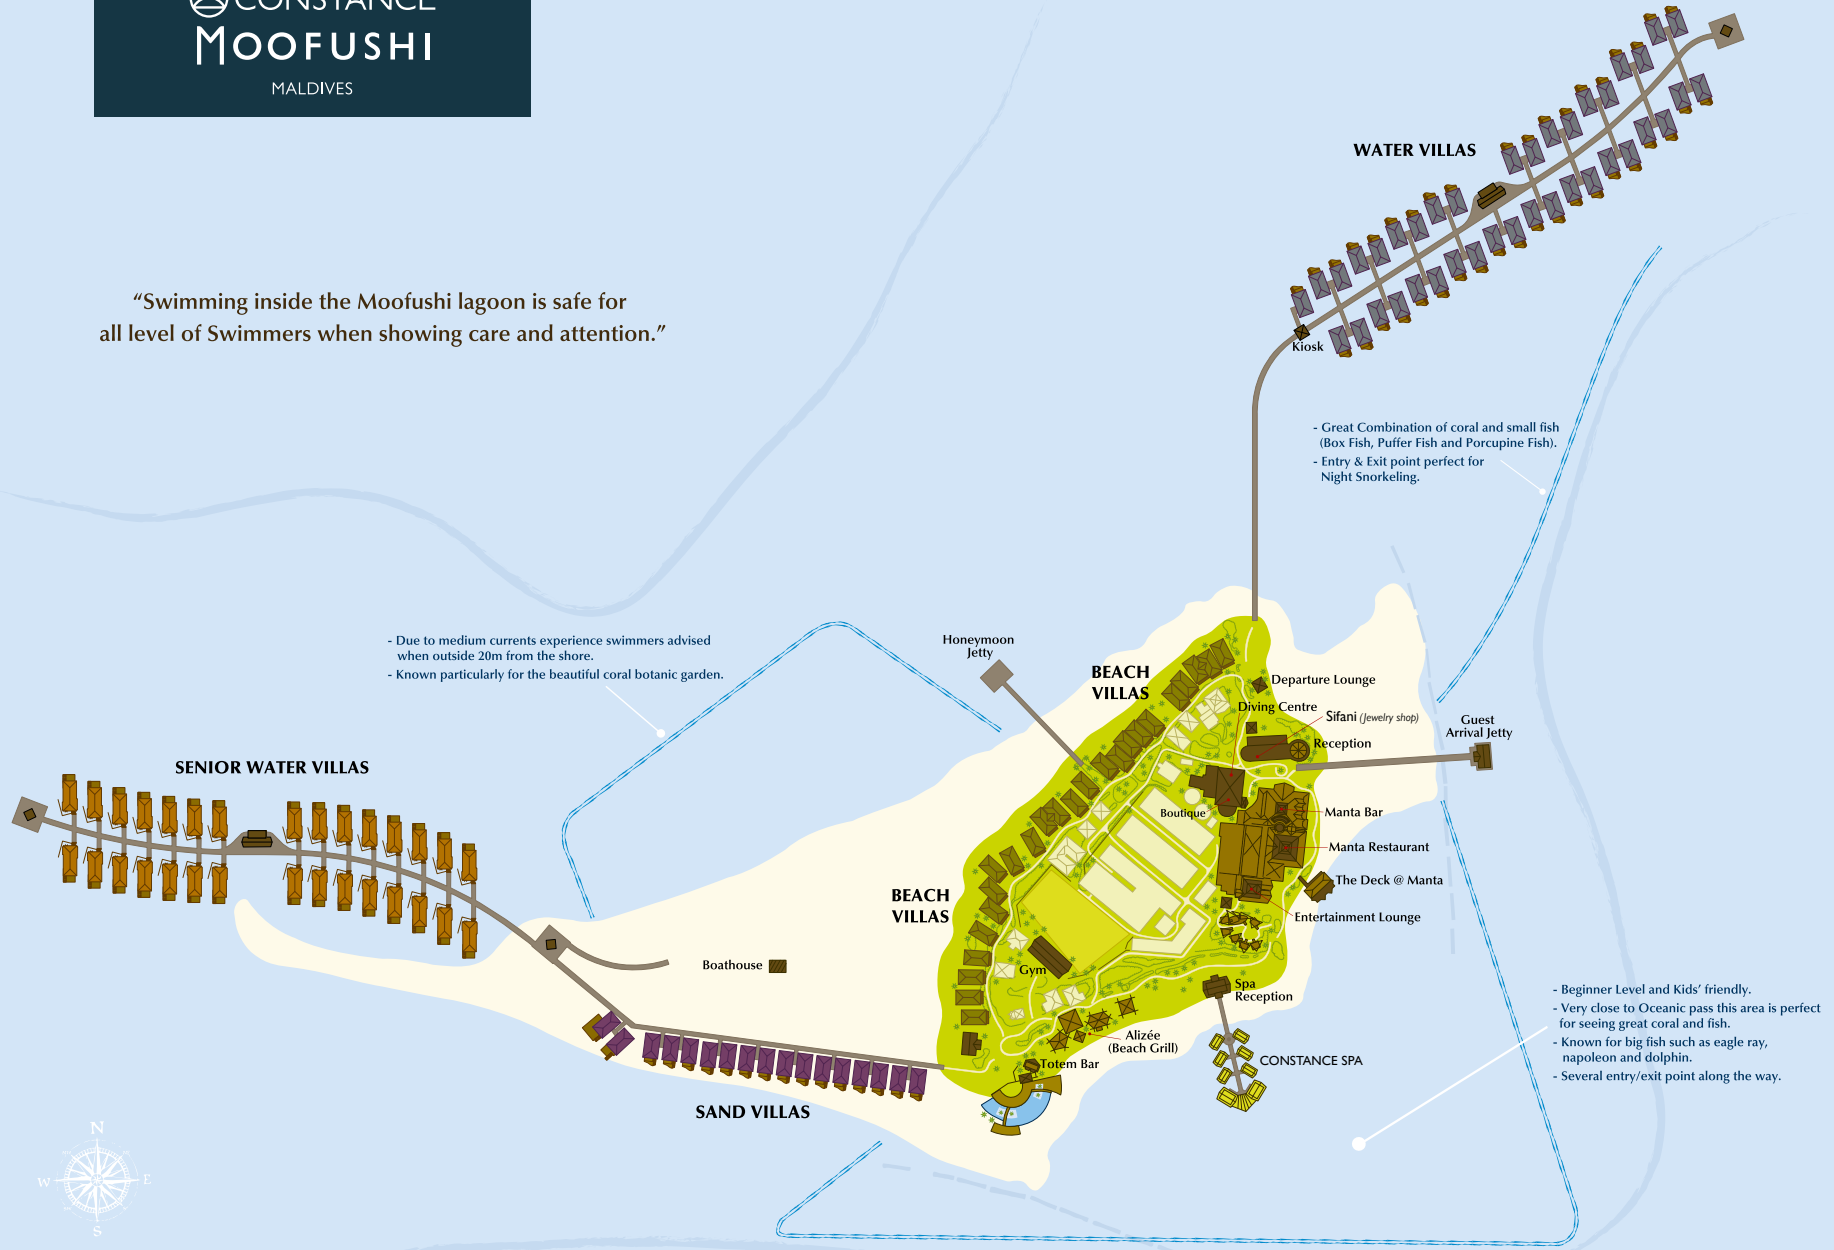 CONSTANCE
MOOFUSHI
MALDIVES
WATER VILLAS
“Swimming inside the Moofushi lagoon is safe for
all level of Swimmers when showing care and attention.”
Kiosk
- Great Combination of coral and small fish
(Box Fish, Puffer Fish and Porcupine Fish).
- Entry & Exit point perfect for
Night Snorkeling.
- Due to medium currents experience swimmers advised
when outside 20m from the shore.
- Known particularly for the beautiful coral botanic garden.
Honeymoon
Jetty
BEACH
VILLAS
Departure Lounge
Diving Centre
Sifani (Jewelry shop)
Reception
Guest
Arrival Jetty
SENIOR WATER VILLAS
Boutique
Manta Bar
Manta Restaurant
The Deck @ Manta
BEACH
VILLAS
Entertainment Lounge
Boathouse
Gym
Spa
Reception
- Beginner Level and Kids’ friendly.
- Very close to Oceanic pass this area is perfect
for seeing great coral and fish.
- Known for big fish such as eagle ray,
napoleon and dolphin.
- Several entry/exit point along the way.
Alizée
(Beach Grill)
Totem Bar
CONSTANCE SPA
SAND VILLAS
N
W
E
S